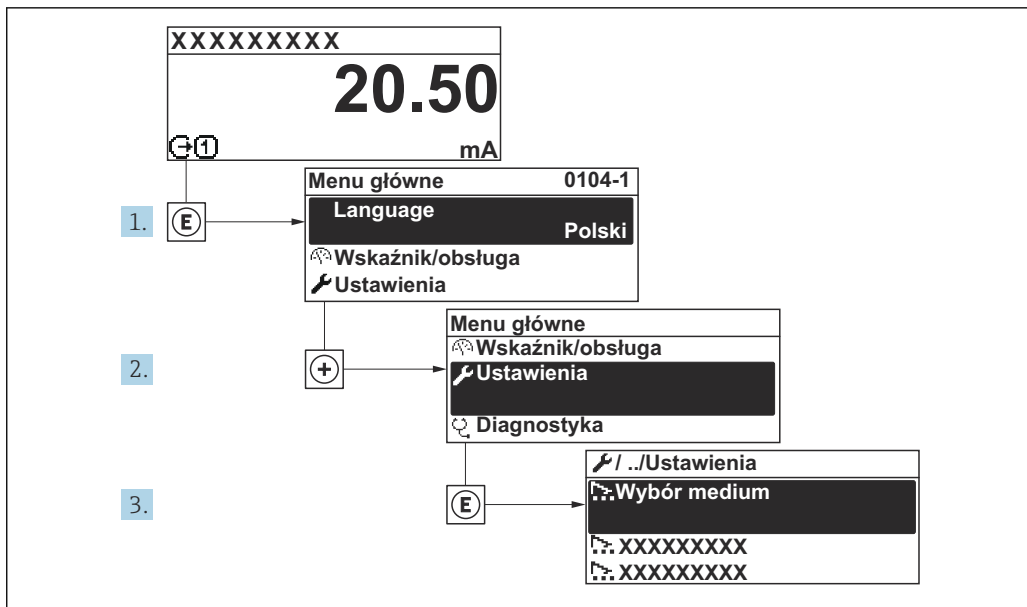 XXXXXXXXX
20.50
1
mA
1.
E
Menu główne 0104-1
Language
Polski
Wskaźnik/obsługa
Ustawienia
2.
+
Menu główne
Wskaźnik/obsługa
Ustawienia
Diagnostyka
3.
E
/ ../Ustawienia
Wybór medium
XXXXXXXXX
XXXXXXXXX